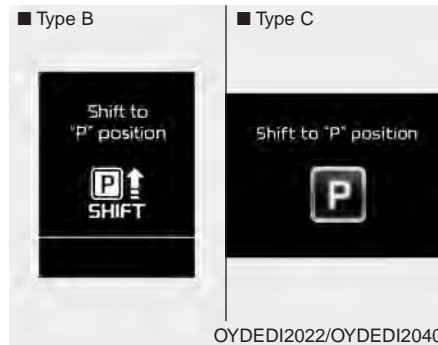 ■ Type B
Shift to
"P" position
P
SHIFT
■ Type C
Shift to "P" position
P
OYDEDI2022/OYDEDI2040